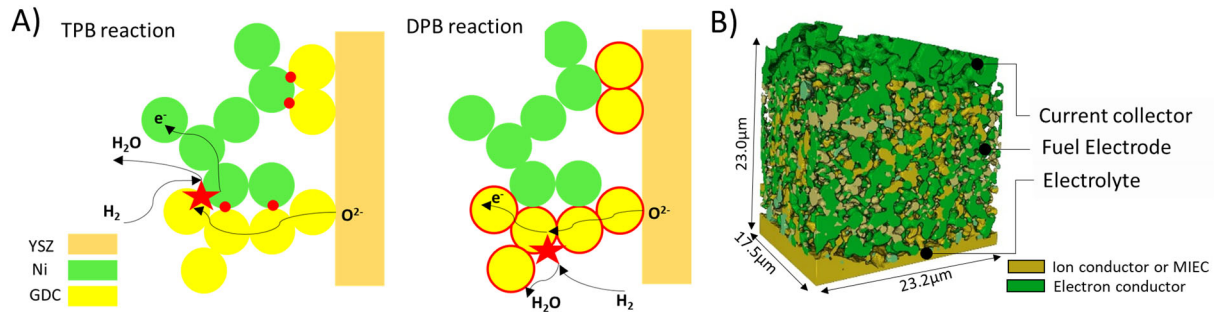 A)
TPB reaction
e-
H₂O
H₂
O²⁻
YSZ
Ni
GDC
DPB reaction
e-
O²⁻
H₂O
H₂
B)
23.0µm
17.5µm
23.2µm
Current collector
Fuel Electrode
Electrolyte
Ion conductor or MIEC
Electron conductor